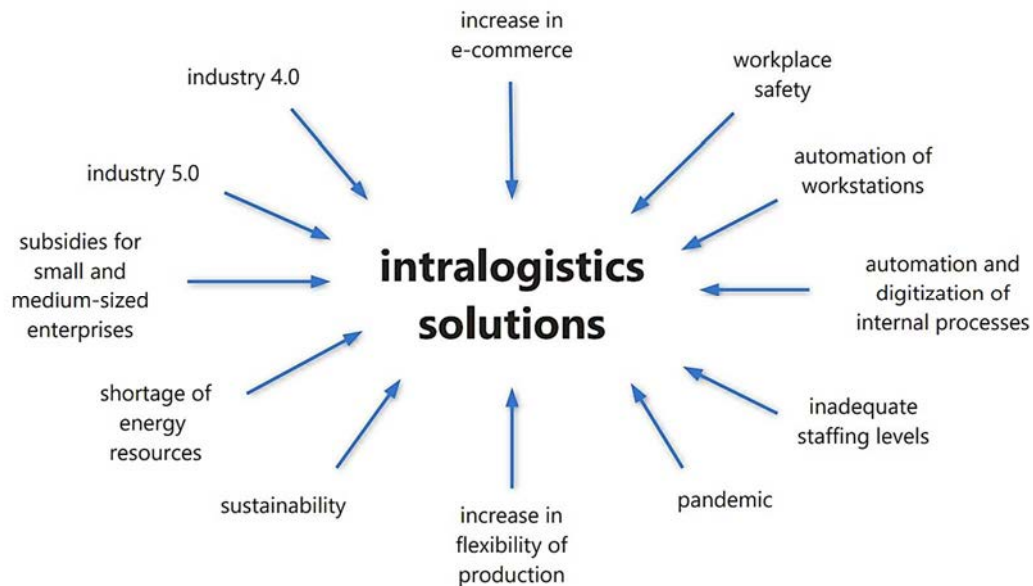 increase in
e-commerce
industry 4.0
workplace
safety
industry 5.0
automation of
workstations
subsidies for
small and
medium-sized
enterprises
intralogistics
solutions
automation and
digitization of
internal processes
shortage of
energy
resources
inadequate
staffing levels
sustainability
increase in
flexibility of
production
pandemic